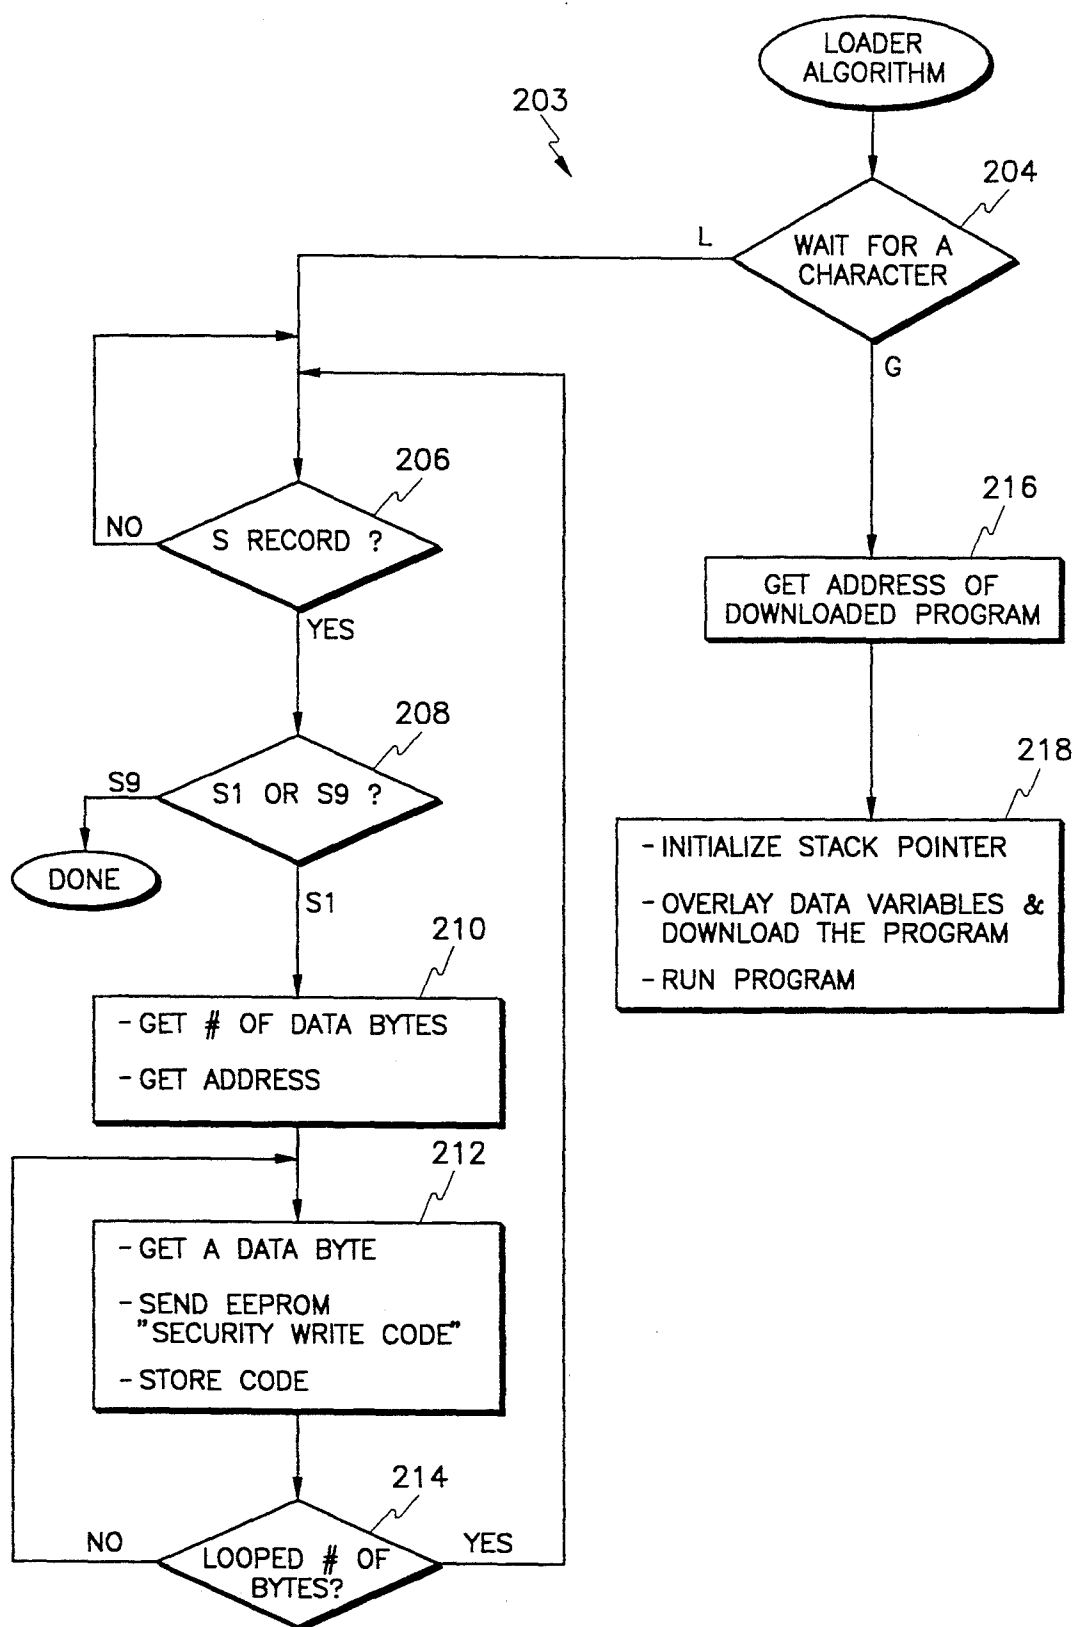 LOADER
ALGORITHM
203
204
L
WAIT FOR A
CHARACTER
G
206
NO
S RECORD ?
YES
216
GET ADDRESS OF
DOWNLOADED PROGRAM
208
S9
S1 OR S9 ?
DONE
S1
218
- INITIALIZE STACK POINTER
- OVERLAY DATA VARIABLES &
DOWNLOAD THE PROGRAM
- RUN PROGRAM
210
- GET # OF DATA BYTES
- GET ADDRESS
212
- GET A DATA BYTE
- SEND EEPROM
"SECURITY WRITE CODE"
- STORE CODE
214
NO
LOOPED # OF
BYTES?
YES